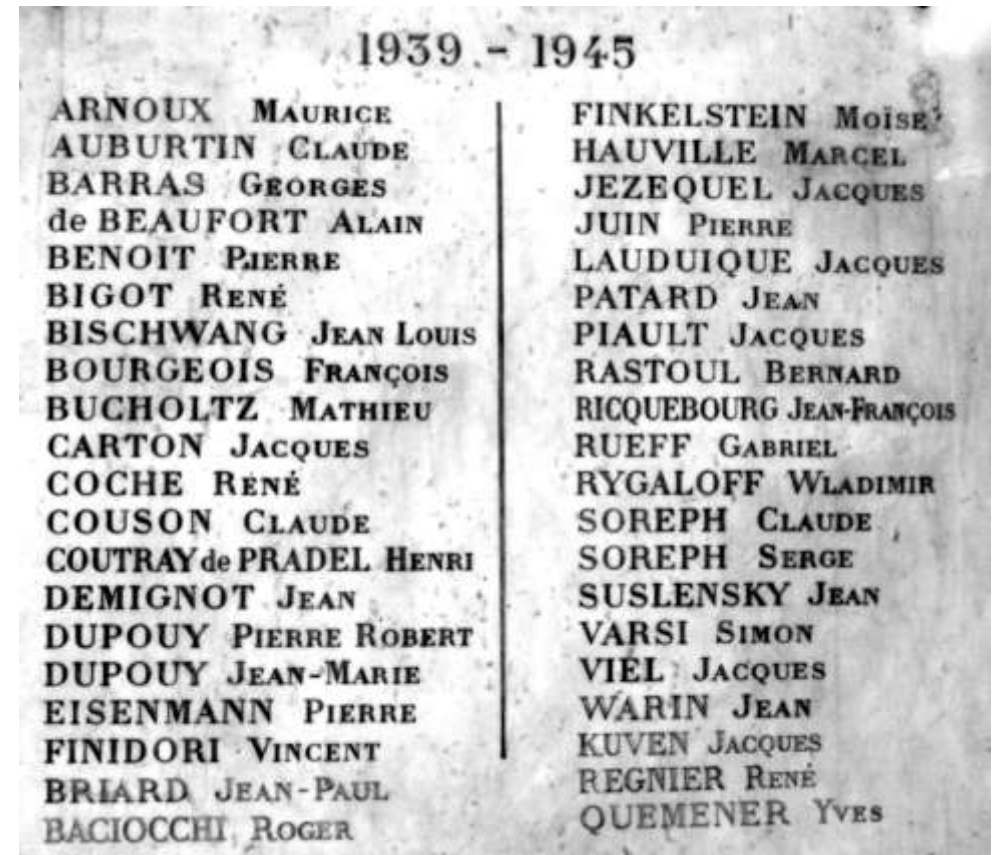 1939 - 1945
ARNOUX MAURICE
AUBURTIN CLAUDE
BARRAS GEORGES
de BEAUFORT ALAIN
BENOIT PIERRE
BIGOT RENÉ
BISCHWANG JEAN LOUIS
BOURGEOIS FRANÇOIS
BUCHOLTZ MATHIEU
CARTON JACQUES
COCHE RENÉ
COUSON CLAUDE
COUTRAY de PRADEL HENRI
DEMIGNOT JEAN
DUPOUY PIERRE ROBERT
DUPOUY JEAN-MARIE
EISENMANN PIERRE
FINIDORI VINCENT
BRIARD JEAN-PAUL
BACIOCCHI ROGER
FINKELSTEIN MOÏSE
HAUVILLE MARCEL
JEZEQUEL JACQUES
JUIN PIERRE
LAUDUIQUE JACQUES
PATARD JEAN
PIAULT JACQUES
RASTOUL BERNARD
RICQUEBOURG JEAN-FRANÇOIS
RUEFF GABRIEL
RYGALOFF WLADIMIR
SOREPH CLAUDE
SOREPH SERGE
SUSLENSKY JEAN
VARSI SIMON
VIEL JACQUES
WARIN JEAN
KUVEN JACQUES
REGNIER RENÉ
QUEMENER YVES